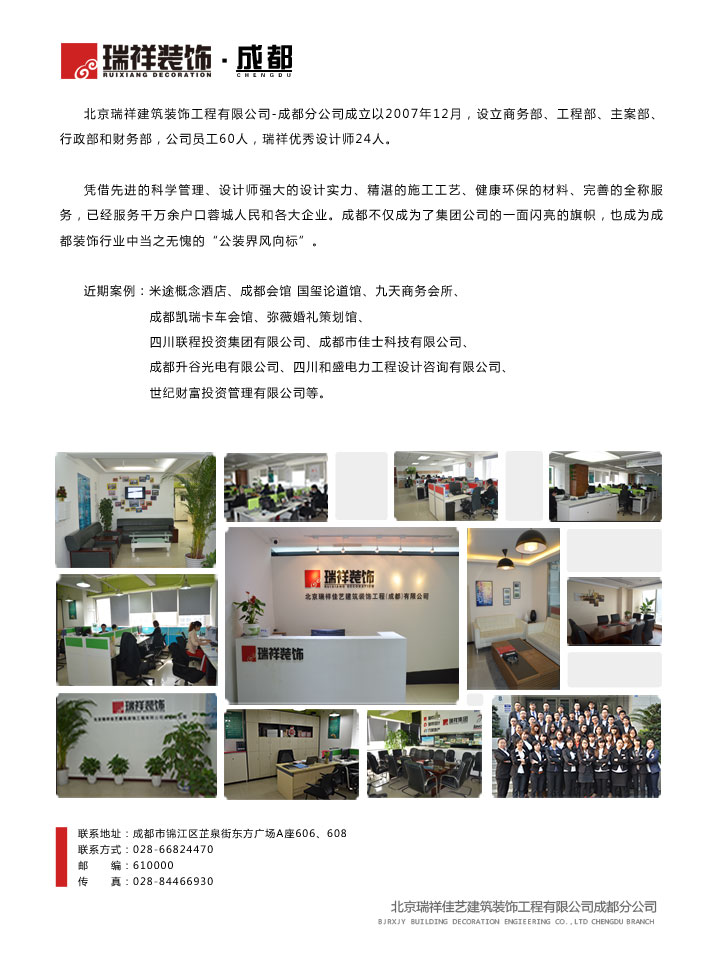 瑞祥装饰·成都
RUIXIANG DECORATION CHENGDU
北京瑞祥建筑装饰工程有限公司-成都分公司成立以2007年12月，设立商务部、工程部、主案部、
行政部和财务部，公司员工60人，瑞祥优秀设计师24人。
凭借先进的科学管理、设计师强大的设计实力、精湛的施工工艺、健康环保的材料、完善的全称服
务，已经服务千万余户口蓉城人民和各大企业。成都不仅成为了集团公司的一面闪亮的旗帜，也成为成
都装饰行业中当之无愧的“公装界风向标”。
近期案例：米途概念酒店、成都会馆 国玺论道馆、九天商务会所、
成都凯瑞卡车会馆、弥薇婚礼策划馆、
四川联程投资集团有限公司、成都市佳士科技有限公司、
成都升谷光电有限公司、四川和盛电力工程设计咨询有限公司、
世纪财富投资管理有限公司等。
瑞祥装饰
RUIXIANG DECORATION
北京瑞祥佳艺建筑装饰工程(成都)有限公司
瑞祥装饰
瑞祥装饰
瑞祥集团
联系地址：成都市锦江区芷泉街东方广场A座606、608
联系方式：028-66824470
邮　　编：610000
传　　真：028-84466930
北京瑞祥佳艺建筑装饰工程有限公司成都分公司
BJRXJY BUILDING DECORATION ENGIEERING CO.,LTD CHENGDU BRANCH